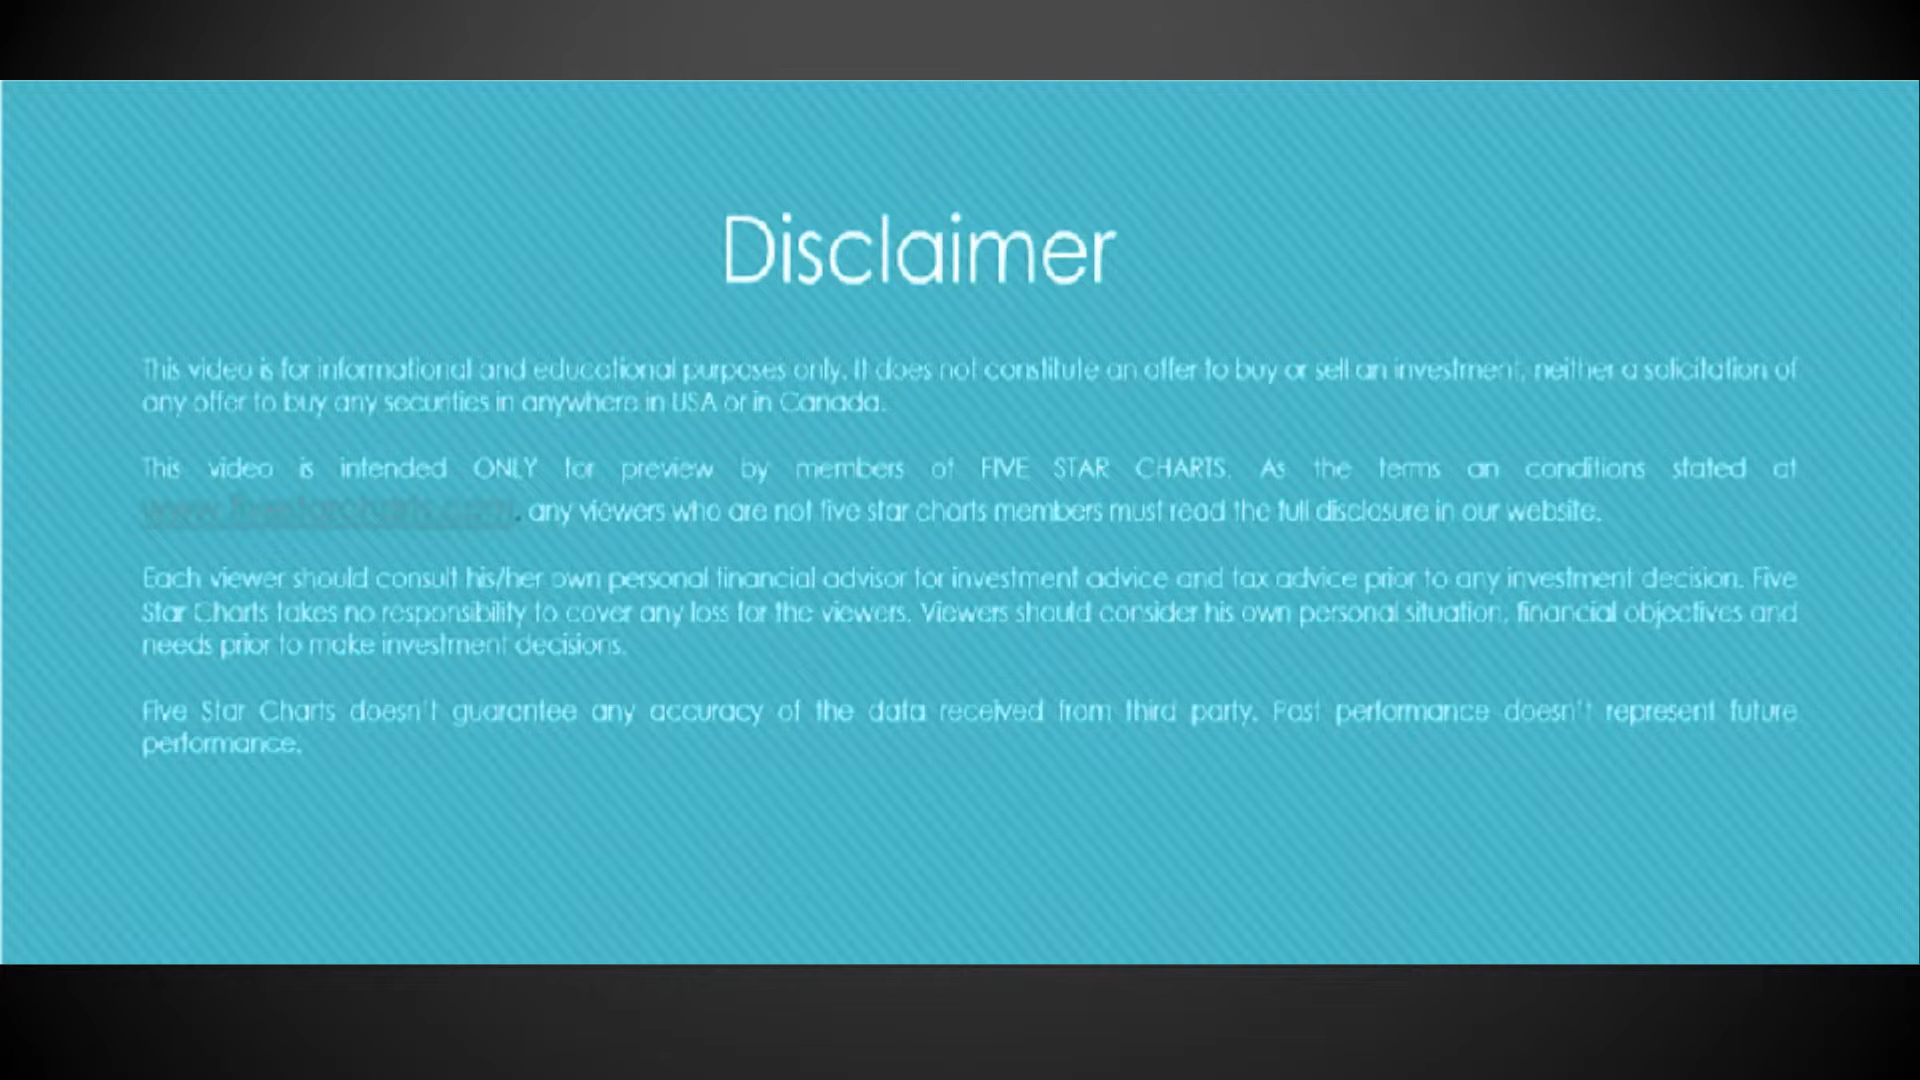 Disclaimer
This video is for informational and educational purposes only. It does not constitute an offer to buy or sell an investment, neither a solicitation of
any offer to buy any securities in anywhere in USA or in Canada.
This video is intended ONLY for preview by members of FIVE STAR CHARTS. As the terms an conditions stated at
www.fivestarcharts.com, any viewers who are not five star charts members must read the full disclosure in our website.
Each viewer should consult his/her own personal financial advisor for investment advice and tax advice prior to any investment decision. Five
Star Charts takes no responsibility to cover any loss for the viewers. Viewers should consider his own personal situation, financial objectives and
needs prior to make investment decisions.
Five Star Charts doesn't guarantee any accuracy of the data received from third party. Past performance doesn't represent future
performance.